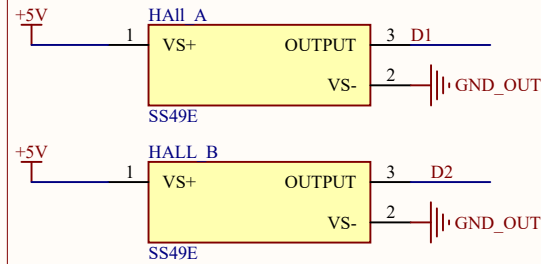 +5V HAll_A
1 VS+ OUTPUT 3 D1
VS- 2 GND_OUT
SS49E
+5V HALL_B
1 VS+ OUTPUT 3 D2
VS- 2 GND_OUT
SS49E